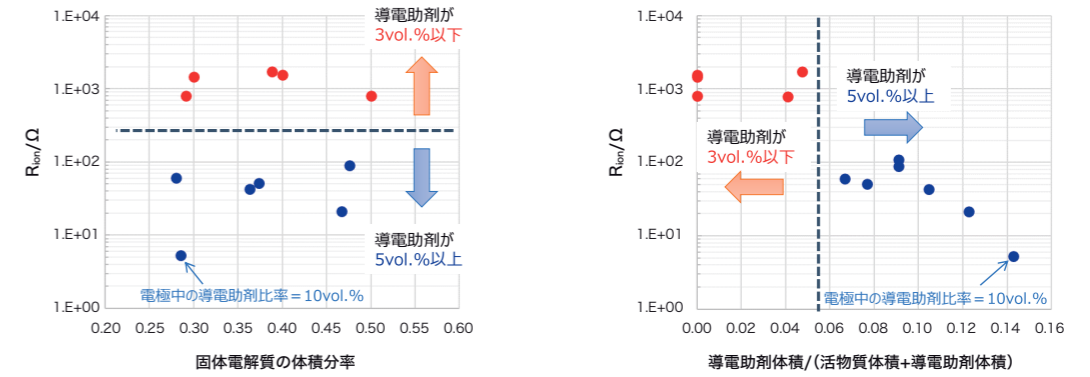 1.E+04
1.E+03
1.E+02
1.E+01
1.E+00
Rion/Ω
0.20 0.25 0.30 0.35 0.40 0.45 0.50 0.55 0.60
固体電解質の体積分率
導電助剤が
3vol.%以下
導電助剤が
5vol.%以上
電極中の導電助剤比率＝10vol.%
1.E+04
1.E+03
1.E+02
1.E+01
1.E+00
Rion/Ω
0.00 0.02 0.04 0.06 0.08 0.10 0.12 0.14 0.16
導電助剤体積/（活物質体積+導電助剤体積）
導電助剤が
5vol.%以上
導電助剤が
3vol.%以下
電極中の導電助剤比率＝10vol.%